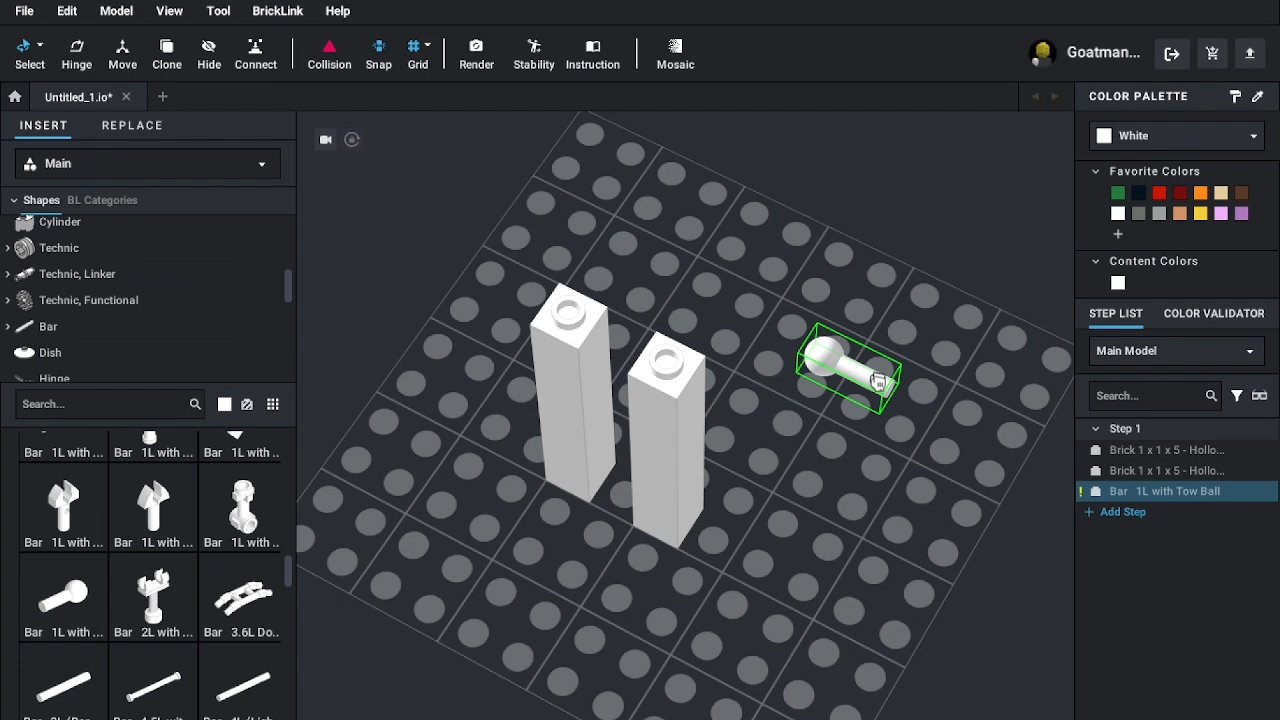 File Edit Model View Tool BrickLink Help
Select Hinge Move Clone Hide Connect Collision Snap Grid Render Stability Instruction Mosaic Goatman...
Untitled_1.io*
COLOR PALETTE
INSERT REPLACE
White
Main
Favorite Colors
Shapes BL Categories
Cylinder
Technic
Technic, Linker
Content Colors
Technic, Functional
STEP LIST COLOR VALIDATOR
Bar
Main Model
Dish
Hinge
Search...
Search...
Step 1
Bar 1L with ... Bar 1L with ... Bar 1L with ..
Brick 1 x 1 x 5 - Hollo...
Brick 1 x 1 x 5 - Hollo...
Bar 1L with Tow Ball
Add Step
Bar 1L with ... Bar 1L with ... Bar 1L with ...
Bar 1L with ... Bar 2L with ... Bar 3.6L Do..